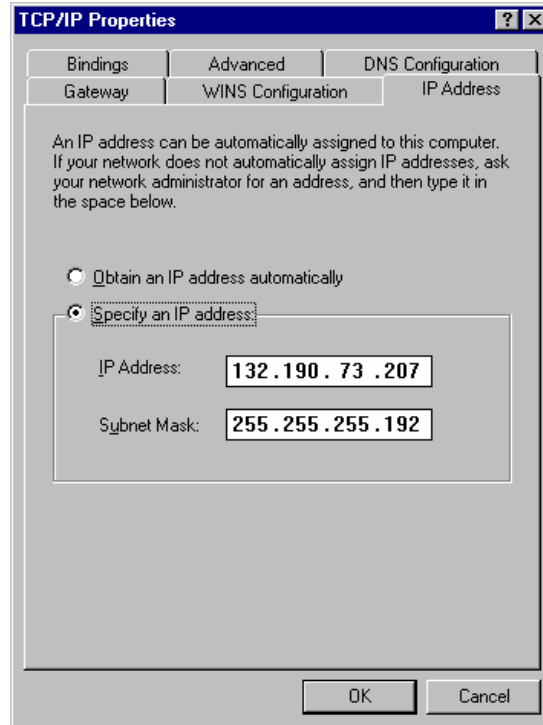 TCP/IP Properties
Bindings Advanced DNS Configuration
Gateway WINS Configuration IP Address
An IP address can be automatically assigned to this computer.
If your network does not automatically assign IP addresses, ask
your network administrator for an address, and then type it in
the space below.
Obtain an IP address automatically
Specify an IP address:
IP Address: 132.190. 73 .207
Subnet Mask: 255.255.255.192
OK Cancel